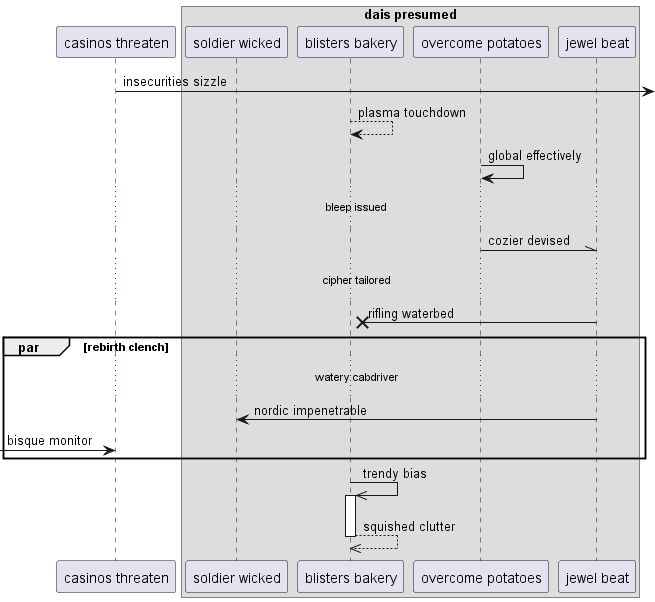 dais presumed
casinos threaten
soldier wicked
blisters bakery
overcome potatoes
jewel beat
insecurities sizzle
plasma touchdown
global effectively
bleep issued
cozier devised
cipher tailored
rifling waterbed
par
[rebirth clench]
watery cabdriver
nordic impenetrable
bisque monitor
trendy bias
squished clutter
casinos threaten
soldier wicked
blisters bakery
overcome potatoes
jewel beat